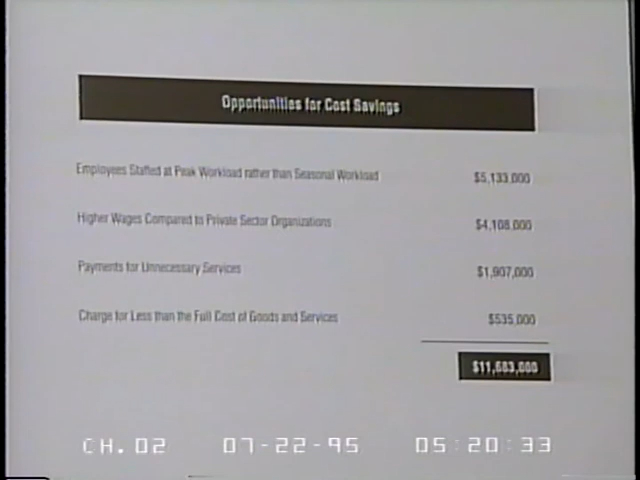 Opportunities for Cost Savings
Employees Staffed at Peak Workload rather than Seasonal Workload $5,133,000
Higher Wages Compared to Private Sector Organizations $4,108,000
Payments for Unnecessary Services $1,907,000
Charge for Less than the Full Cost of Goods and Services $535,000
$11,683,000
CH. 02 07-22-95 05:20:33